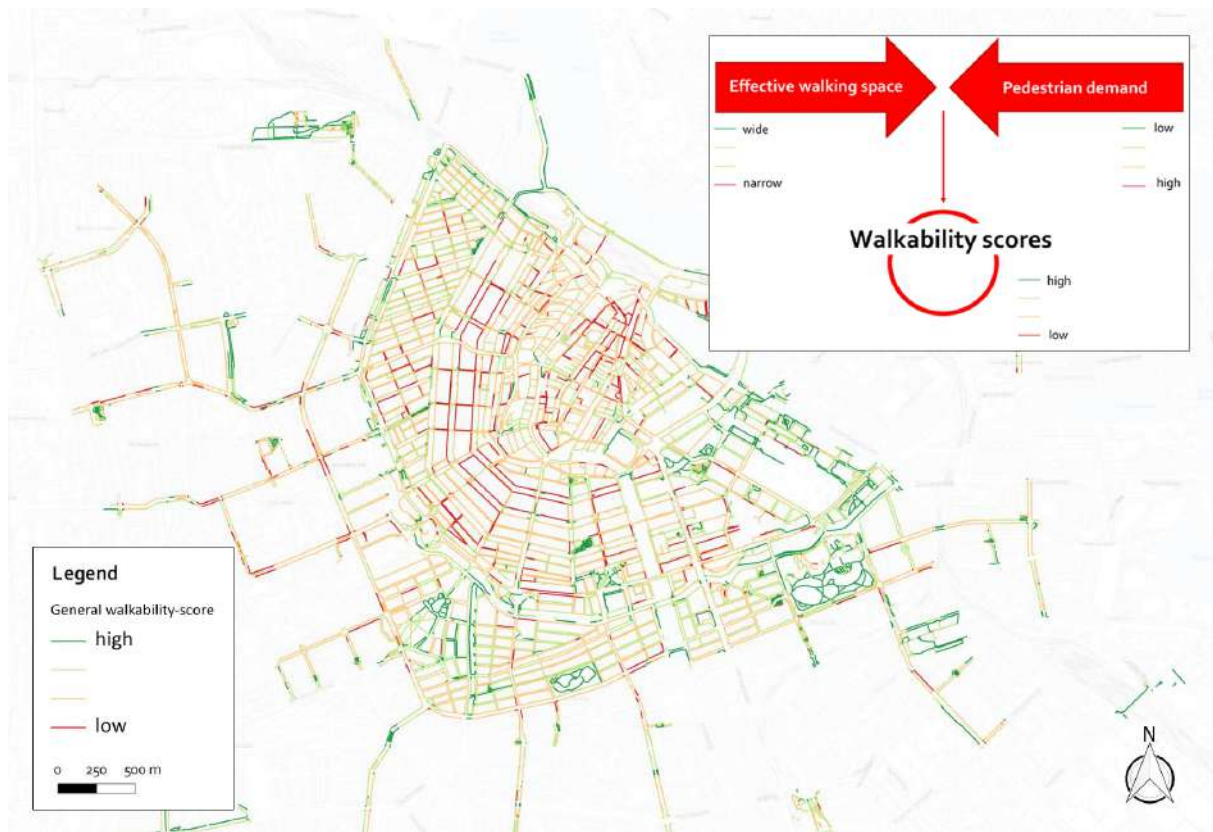 Effective walking space
Pedestrian demand
wide
narrow
low
high
Walkability scores
high
low
Legend
General walkability-score
high
low
0 250 500 m
N